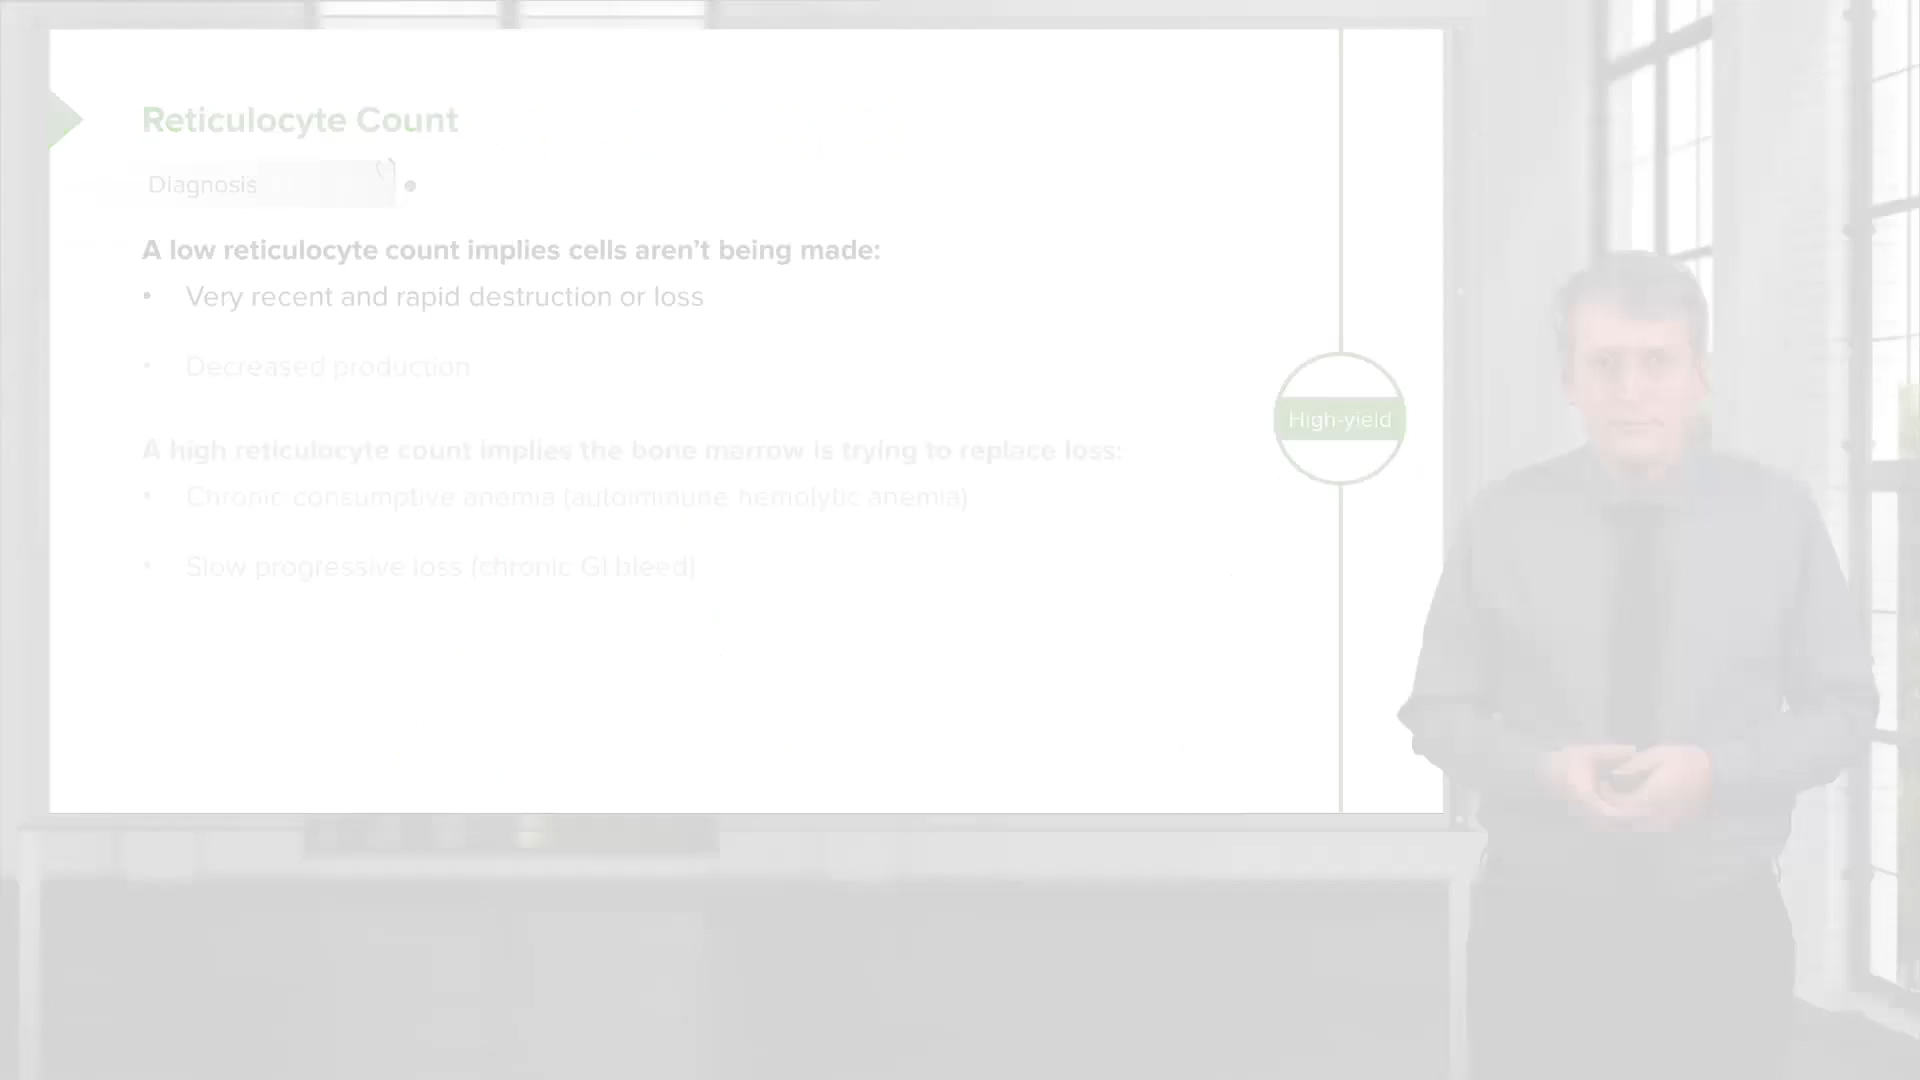 Reticulocyte Count
Diagnosis
A low reticulocyte count implies cells aren’t being made:
• Very recent and rapid destruction or loss
• Decreased production
A high reticulocyte count implies the bone marrow is trying to replace loss:
• Chronic consumptive anemia (autoimmune hemolytic anemia)
• Slow progressive loss (chronic GI bleed)
High-yield